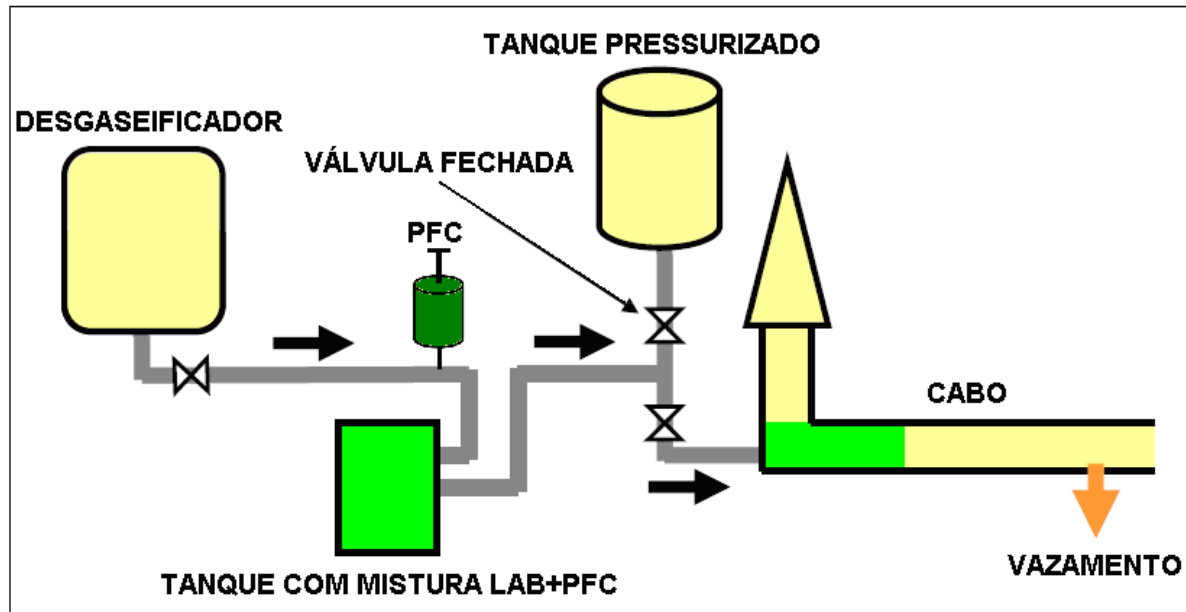 TANQUE PRESSURIZADO
DESGASEIFICADOR
VÁLVULA FECHADA
PFC
CABO
VAZAMENTO
TANQUE COM MISTURA LAB+PFC